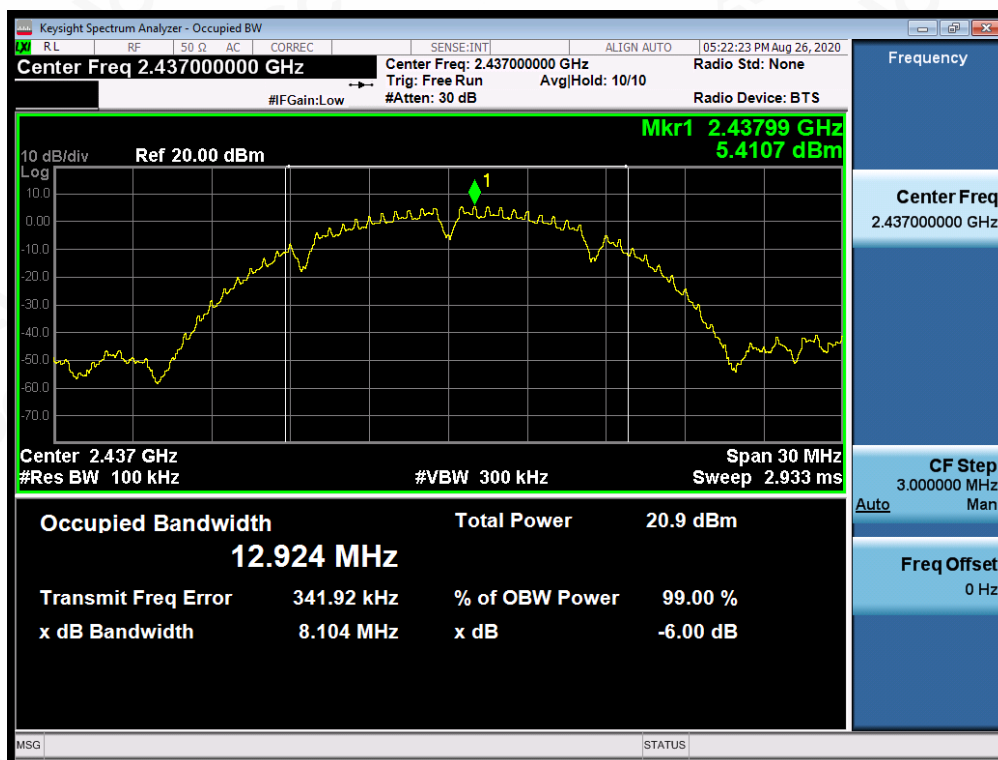 Keysight Spectrum Analyzer - Occupied BW
LXI RL RF 50 Ω AC CORREC SENSE:INT ALIGN AUTO 05:22:23 PM Aug 26, 2020
Center Freq 2.437000000 GHz
Center Freq: 2.437000000 GHz Radio Std: None
Trig: Free Run Avg|Hold: 10/10
#IFGain:Low #Atten: 30 dB Radio Device: BTS
Mkr1 2.43799 GHz
5.4107 dBm
10 dB/div Ref 20.00 dBm
Log
1
10.0
0.00
-10.0
-20.0
-30.0
-40.0
-50.0
-60.0
-70.0
Center 2.437 GHz Span 30 MHz
#Res BW 100 kHz #VBW 300 kHz Sweep 2.933 ms
Occupied Bandwidth Total Power 20.9 dBm
12.924 MHz
Transmit Freq Error 341.92 kHz % of OBW Power 99.00 %
x dB Bandwidth 8.104 MHz x dB -6.00 dB
MSG STATUS
Frequency
Center Freq
2.437000000 GHz
CF Step
3.000000 MHz
Auto Man
Freq Offset
0 Hz